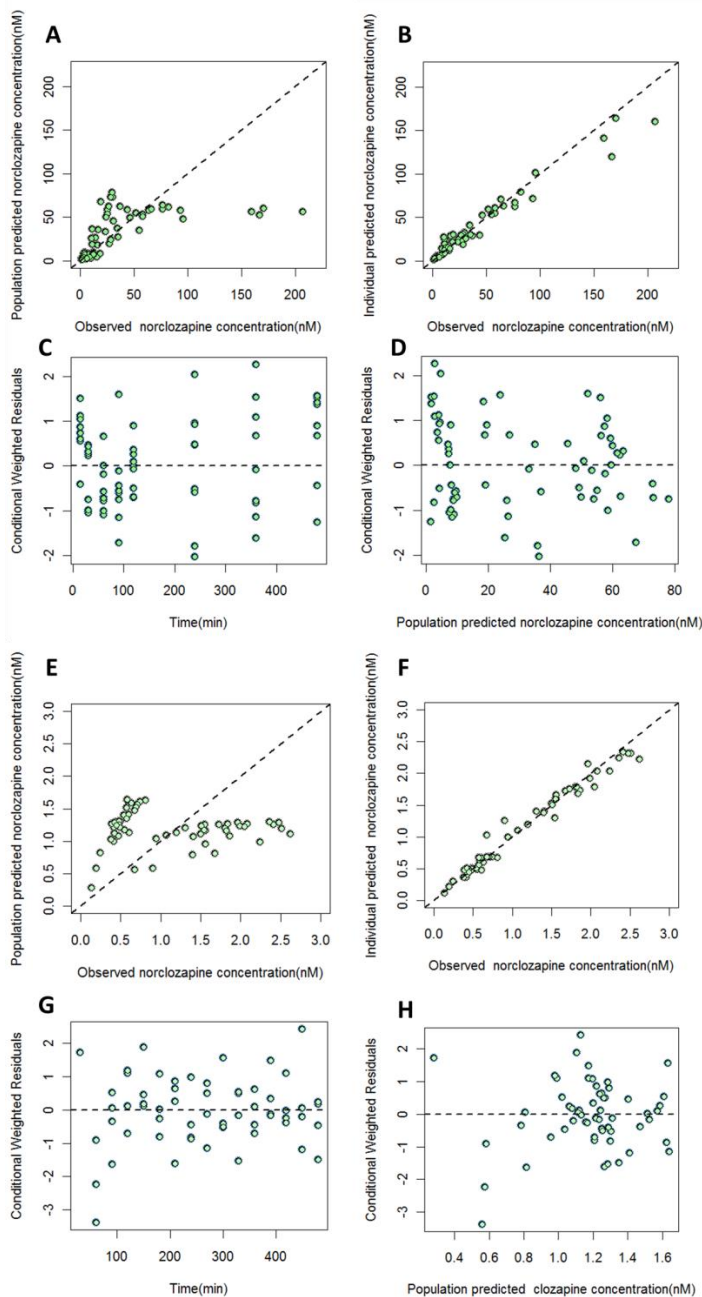 A
B
Population predicted norclozapine concentration(nM)
200
150
100
50
0
0 50 100 150 200
Observed  norclozapine concentration(nM)
Individual predicted norclozapine concentration(nM)
200
150
100
50
0
0 50 100 150 200
Observed  norclozapine concentration(nM)
C
D
Conditional Weighted Residuals
2
1
0
-1
-2
0 100 200 300 400
Time(min)
Conditional Weighted Residuals
2
1
0
-1
-2
0 20 40 60 80
Population predicted norclozapine concentration(nM)
E
F
Population predicted norclozapine concentration(nM)
3.0
2.5
2.0
1.5
1.0
0.5
0.0
0.0 0.5 1.0 1.5 2.0 2.5 3.0
Observed norclozapine concentration(nM)
Individual predicted norclozapine concentration(nM)
3.0
2.5
2.0
1.5
1.0
0.5
0.0
0.0 0.5 1.0 1.5 2.0 2.5 3.0
Observed  norclozapine concentration(nM)
G
H
Conditional Weighted Residuals
2
1
0
-1
-2
-3
100 200 300 400
Time(min)
Conditional Weighted Residuals
2
1
0
-1
-2
-3
0.4 0.6 0.8 1.0 1.2 1.4 1.6
Population predicted  clozapine concentration(nM)